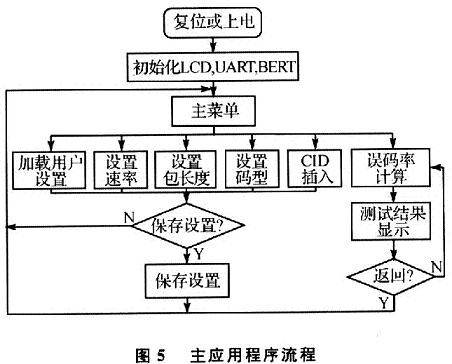 复位或上电
初始化LCD,UART,BERT
主菜单
加载用户
设置
设置
速率
设置
包长度
设置
码型
CID
插入
误码率
计算
N
保存设置?
Y
保存设置
测试结果
显示
返回?
N
Y
图 5 主应用程序流程